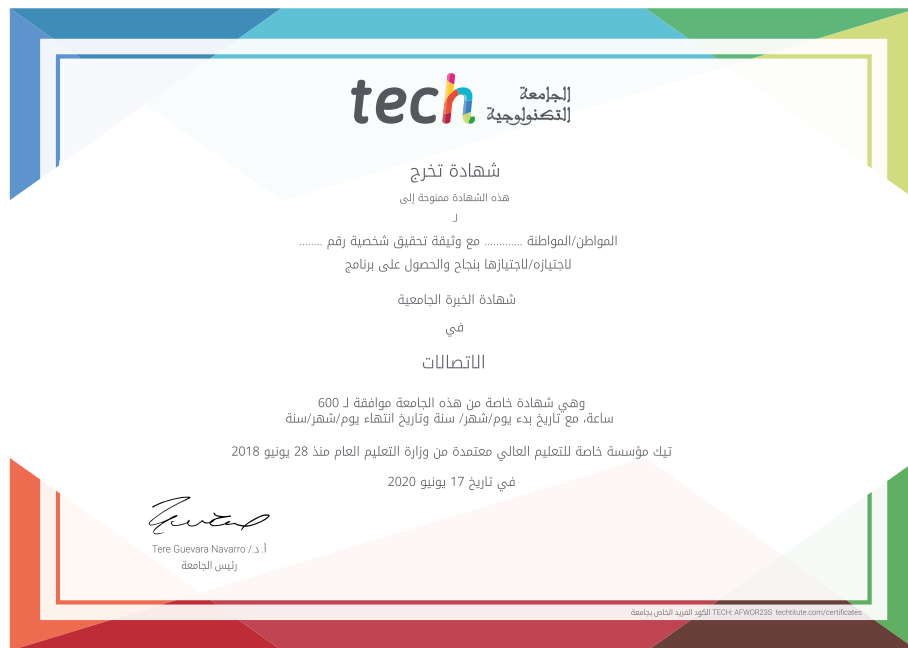 tech الجامعة
التكنولوجية
شهادة تخرج
هذه الشهادة ممنوحة إلى
لـ
المواطن/المواطنة ............. مع وثيقة تحقيق شخصية رقم ........
لاجتيازه/لاجتيازها بنجاح والحصول على برنامج
شهادة الخبرة الجامعية
في
الاتصالات
وهي شهادة خاصة من هذه الجامعة موافقة لـ 600
ساعة، مع تاريخ بدء يوم/شهر/ سنة وتاريخ انتهاء يوم/شهر/سنة
تيك مؤسسة خاصة للتعليم العالي معتمدة من وزارة التعليم العام منذ 28 يونيو 2018
في تاريخ 17 يونيو 2020
أ.د./ Tere Guevara Navarro
رئيس الجامعة
الكود الفريد الخاص بجامعة TECH: AFWOR23S techtitute.com/certificates